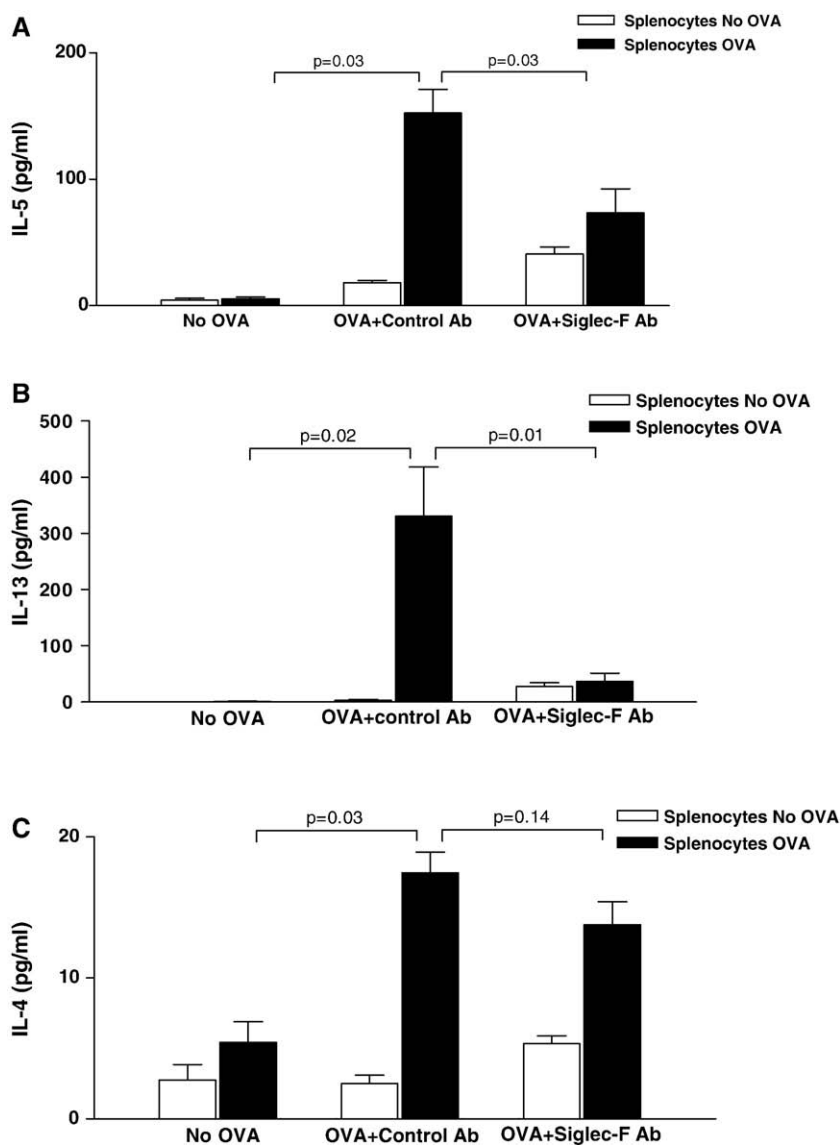 A
Splenocytes No OVA
Splenocytes OVA
200
p=0.03
p=0.03
IL-5 (pg/ml)
100
0
No OVA
OVA+Control Ab
OVA+Siglec-F Ab
B
Splenocytes No OVA
Splenocytes OVA
500
p=0.02
p=0.01
400
IL-13 (pg/ml)
300
200
100
0
No OVA
OVA+control Ab
OVA+Siglec-F Ab
C
Splenocytes No OVA
Splenocytes OVA
20
p=0.03
p=0.14
IL-4 (pg/ml)
10
0
No OVA
OVA+Control Ab
OVA+Siglec-F Ab